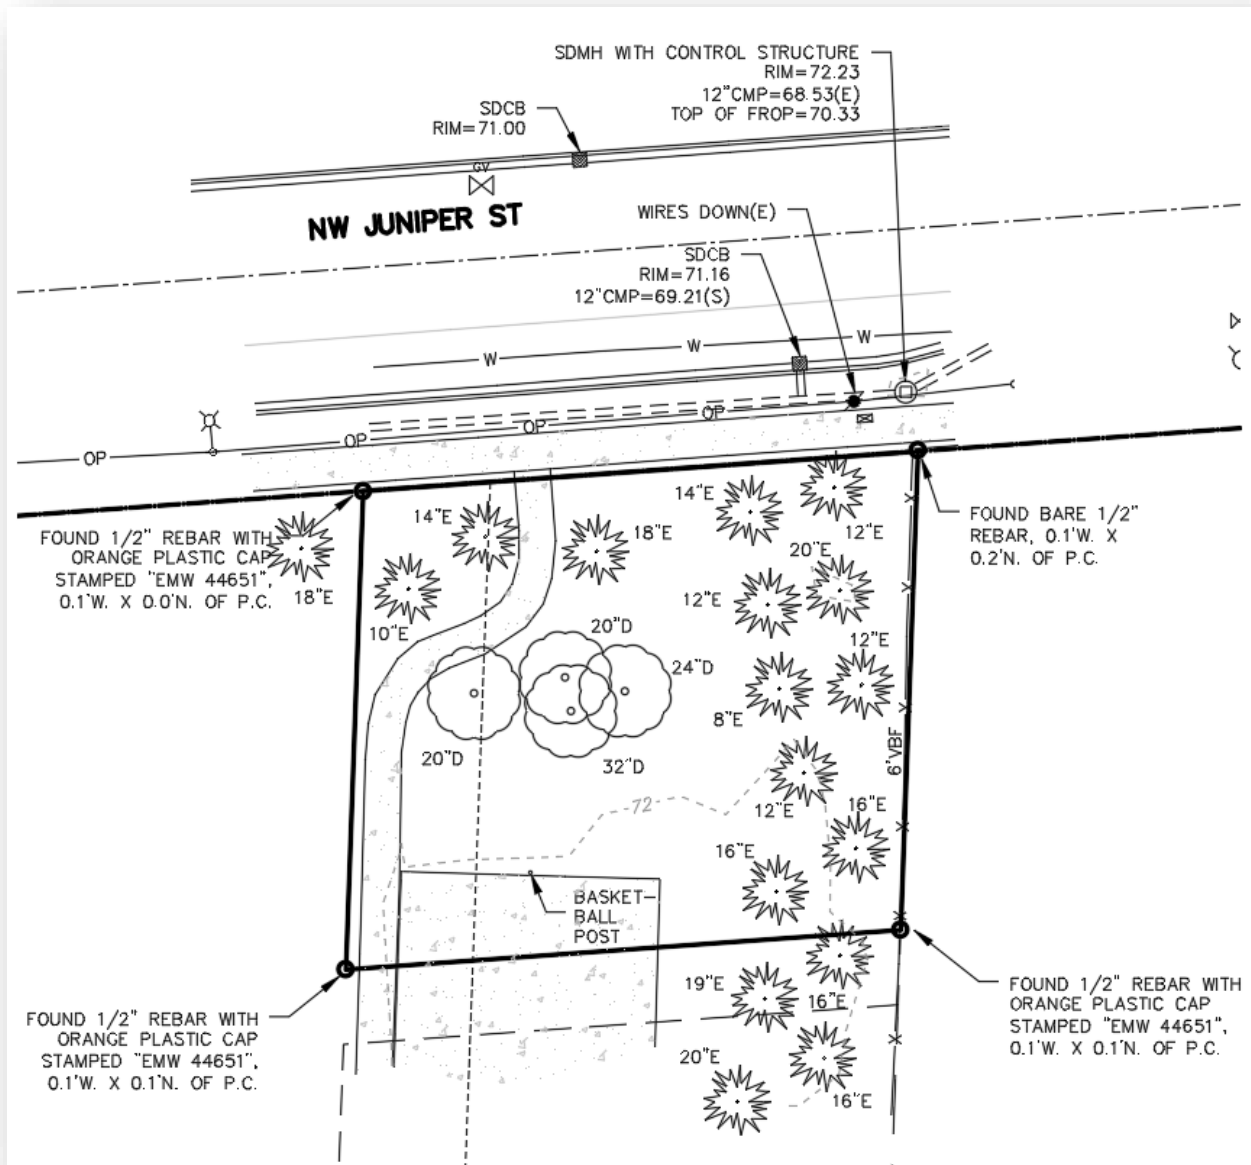 SDMH WITH CONTROL STRUCTURE
RIM=72.23
12"CMP=68.53(E)
TOP OF FROP=70.33
SDCB
RIM=71.00
GV
NW JUNIPER ST
WIRES DOWN(E)
SDCB
RIM=71.16
12"CMP=69.21(S)
W
W
W
OP
OP
OP
OP
FOUND 1/2" REBAR WITH
ORANGE PLASTIC CAP
STAMPED "EMW 44651",
0.1'W. X 0.0'N. OF P.C.
18"E
14"E
18"E
10"E
14"E
12"E
20"E
12"E
12"E
FOUND BARE 1/2"
REBAR, 0.1'W. X
0.2'N. OF P.C.
20"D
24"D
20"D
32"D
8"E
6'VBF
72
12"E
16"E
16"E
BASKET-
BALL
POST
19"E
16"E
20"E
16"E
FOUND 1/2" REBAR WITH
ORANGE PLASTIC CAP
STAMPED "EMW 44651",
0.1'W. X 0.1'N. OF P.C.
FOUND 1/2" REBAR WITH
ORANGE PLASTIC CAP
STAMPED "EMW 44651",
0.1'W. X 0.1'N. OF P.C.